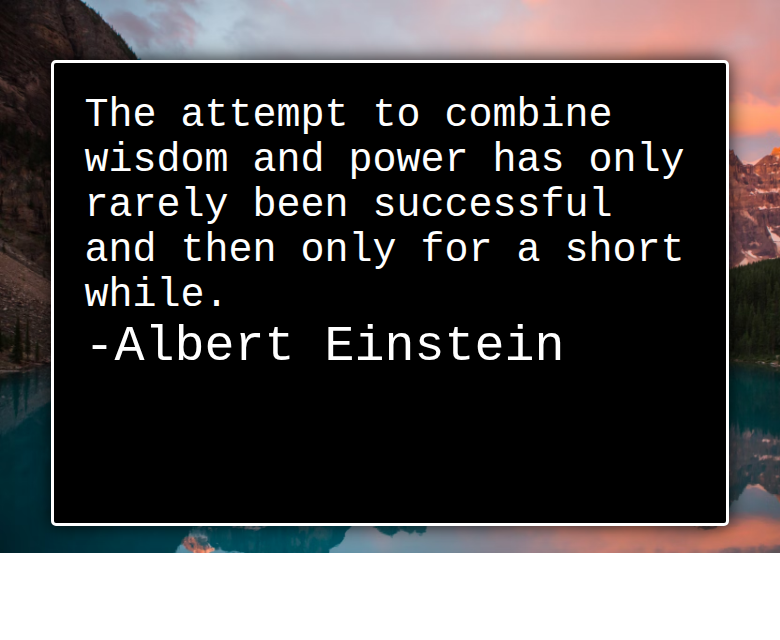 The attempt to combine
wisdom and power has only
rarely been successful
and then only for a short
while.
-Albert Einstein